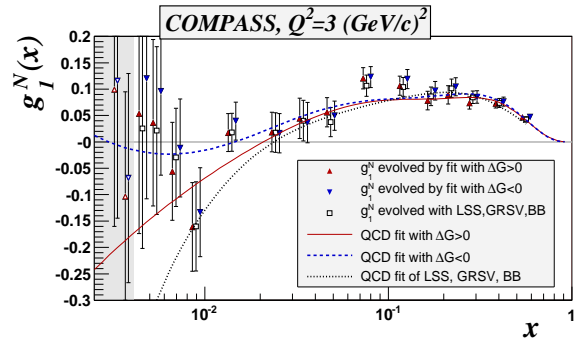 COMPASS, Q²=3 (GeV/c)²
g₁ᴺ(x)
0.2
0.15
0.1
0.05
-0
-0.05
-0.1
-0.15
-0.2
-0.25
-0.3
g₁ᴺ evolved by fit with ΔG>0
g₁ᴺ evolved by fit with ΔG<0
g₁ᴺ evolved with LSS,GRSV,BB
QCD fit with ΔG>0
QCD fit with ΔG<0
QCD fit of LSS, GRSV, BB
10⁻² 10⁻¹ 1
x